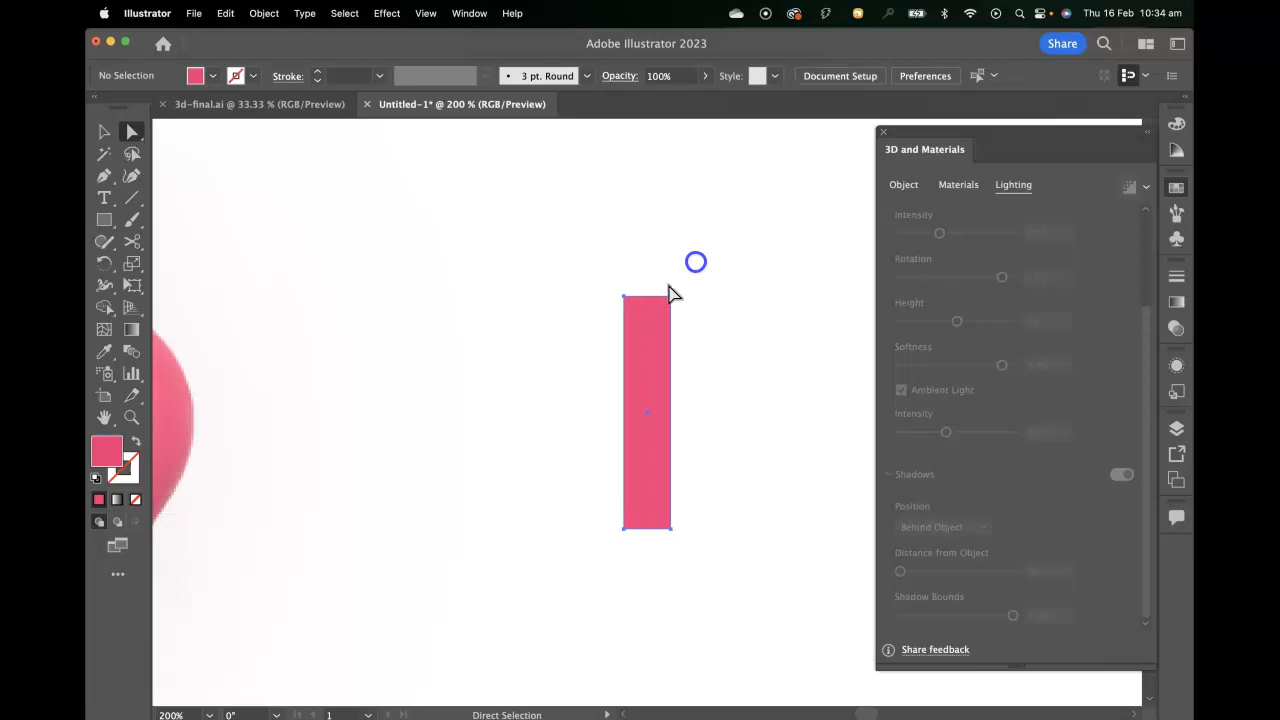 Illustrator File Edit Object Type Select Effect View Window Help Thu 16 Feb 10:34 am
Adobe Illustrator 2023 Share
No Selection Stroke: 3 pt. Round Opacity: 100% Style: Document Setup Preferences
3d-final.ai @ 33.33 % (RGB/Preview) Untitled-1* @ 200 % (RGB/Preview)
3D and Materials
Object Materials Lighting
Intensity
Rotation
Height
Softness
Ambient Light
Intensity
Shadows
Position
Behind Object
Distance from Object
Shadow Bounds
Share feedback
200% 0° 1 Direct Selection